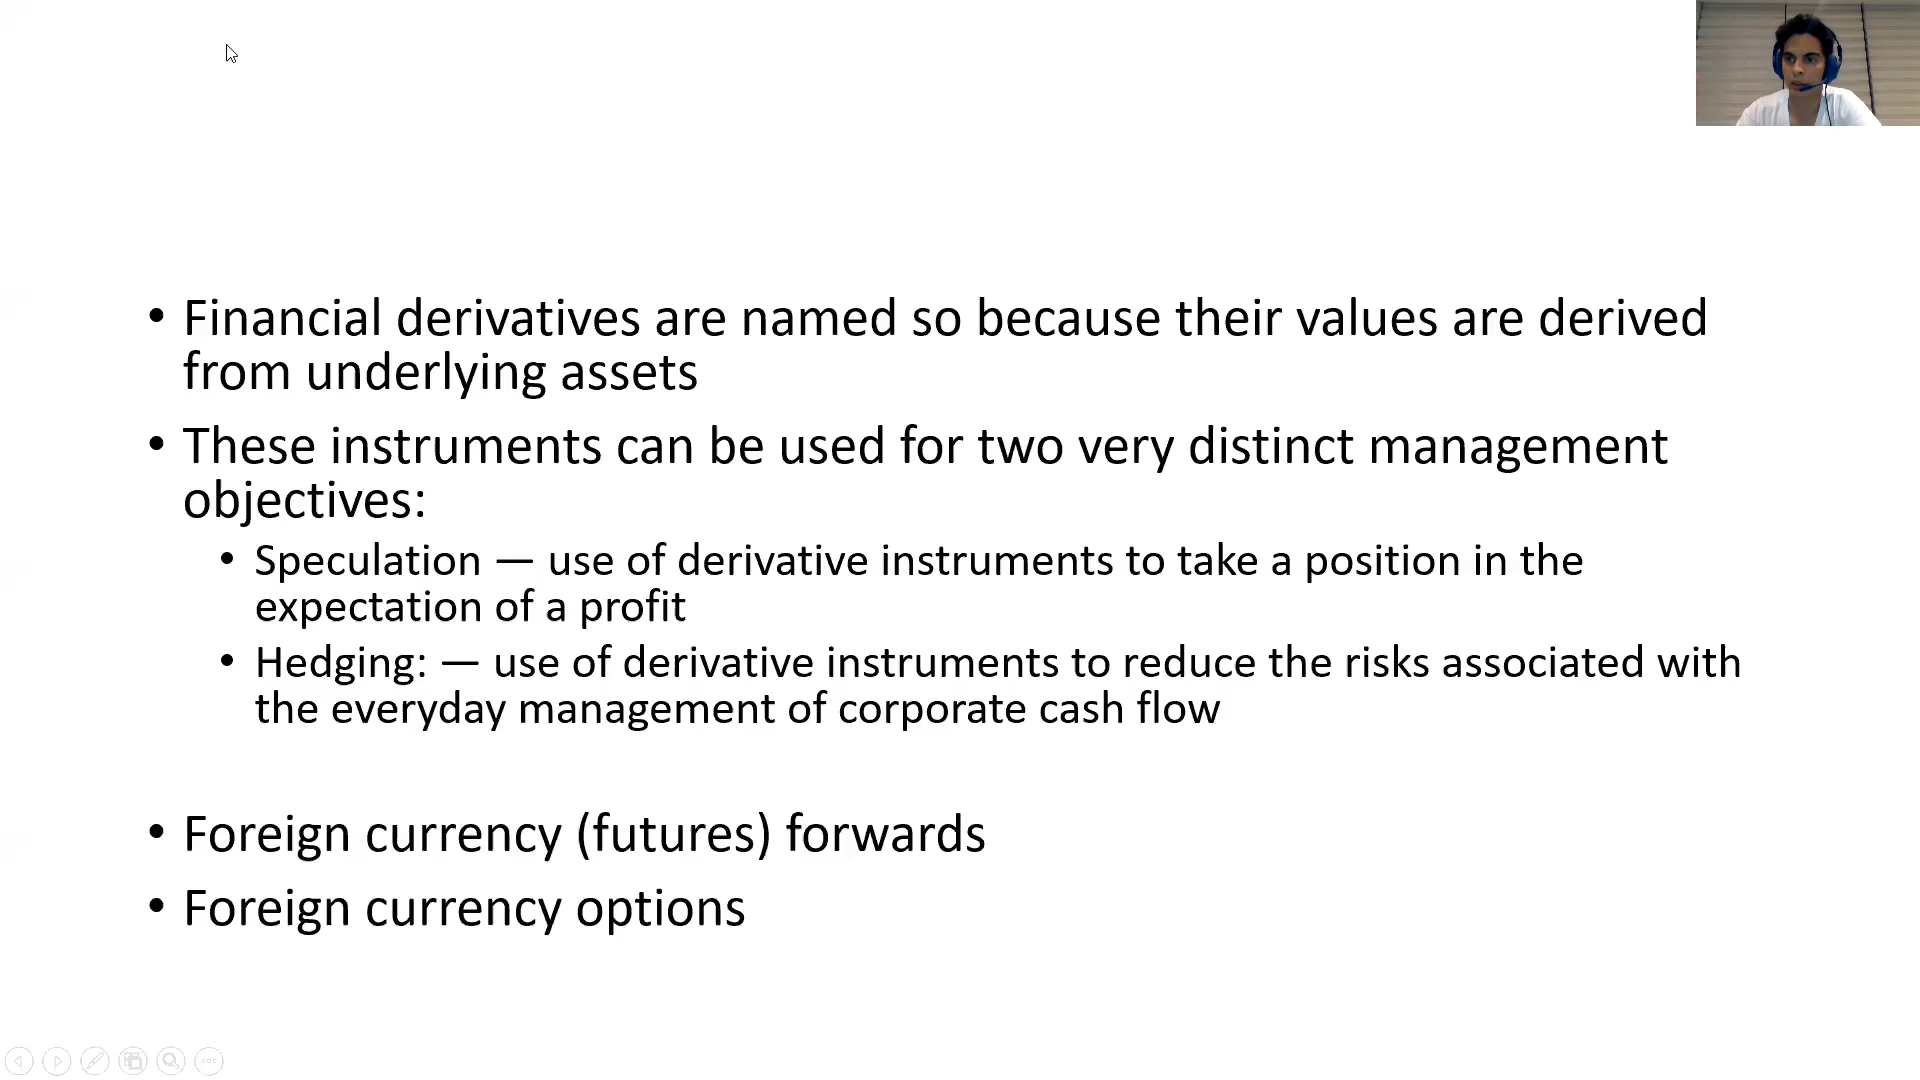 • Financial derivatives are named so because their values are derived
from underlying assets
• These instruments can be used for two very distinct management
objectives:
• Speculation — use of derivative instruments to take a position in the
expectation of a profit
• Hedging: — use of derivative instruments to reduce the risks associated with
the everyday management of corporate cash flow
• Foreign currency (futures) forwards
• Foreign currency options